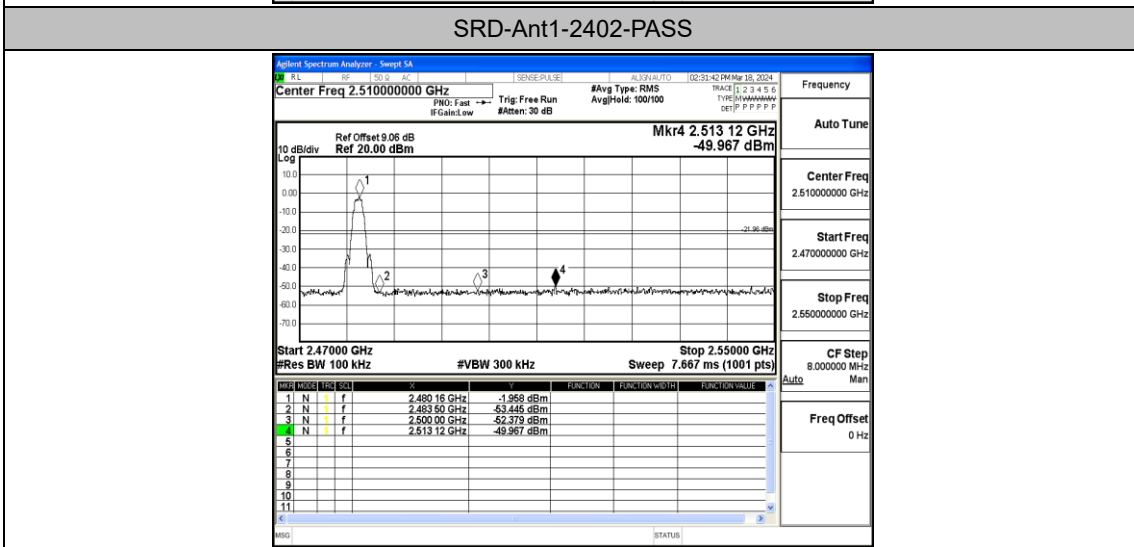 SRD-Ant1-2402-PASS
Agilent Spectrum Analyzer - Swept SA
RL RF 50 Ω AC SENSE:PULSE ALIGN AUTO 02:31:42 PM Mar 18, 2024
Center Freq 2.510000000 GHz
PNO: Fast
IFGain:Low
Trig: Free Run
#Atten: 30 dB
#Avg Type: RMS
Avg|Hold: 100/100
TRACE 1 2 3 4 5 6
TYPE M WWWWW
DET P P P P P P
Mkr4 2.513 12 GHz
-49.967 dBm
Ref Offset 9.06 dB
10 dB/div Ref 20.00 dBm
Log
10.0
0.00
-10.0
-20.0
-30.0
-40.0
-50.0
-60.0
-70.0
1
2
3
4
-21.96 dBm
Start 2.47000 GHz Stop 2.55000 GHz
#Res BW 100 kHz #VBW 300 kHz Sweep 7.667 ms (1001 pts)
MKR MODE TRC SCL X Y FUNCTION FUNCTION WIDTH FUNCTION VALUE
1 N 1 f 2.480 16 GHz -1.958 dBm
2 N 1 f 2.483 50 GHz -53.445 dBm
3 N 1 f 2.500 00 GHz -52.379 dBm
4 N 1 f 2.513 12 GHz -49.967 dBm
5
6
7
8
9
10
11
MSG STATUS
Frequency
Auto Tune
Center Freq
2.510000000 GHz
Start Freq
2.470000000 GHz
Stop Freq
2.550000000 GHz
CF Step
8.000000 MHz
Auto Man
Freq Offset
0 Hz